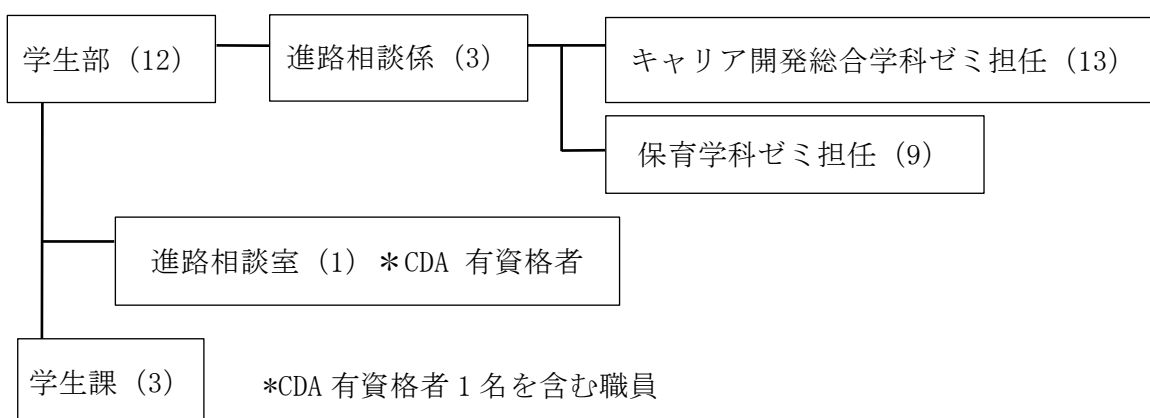 学生部（12） 進路相談係（3） キャリア開発総合学科ゼミ担任（13）
保育学科ゼミ担任（9）
進路相談室（1）＊CDA 有資格者
学生課（3） *CDA 有資格者 1 名を含む職員